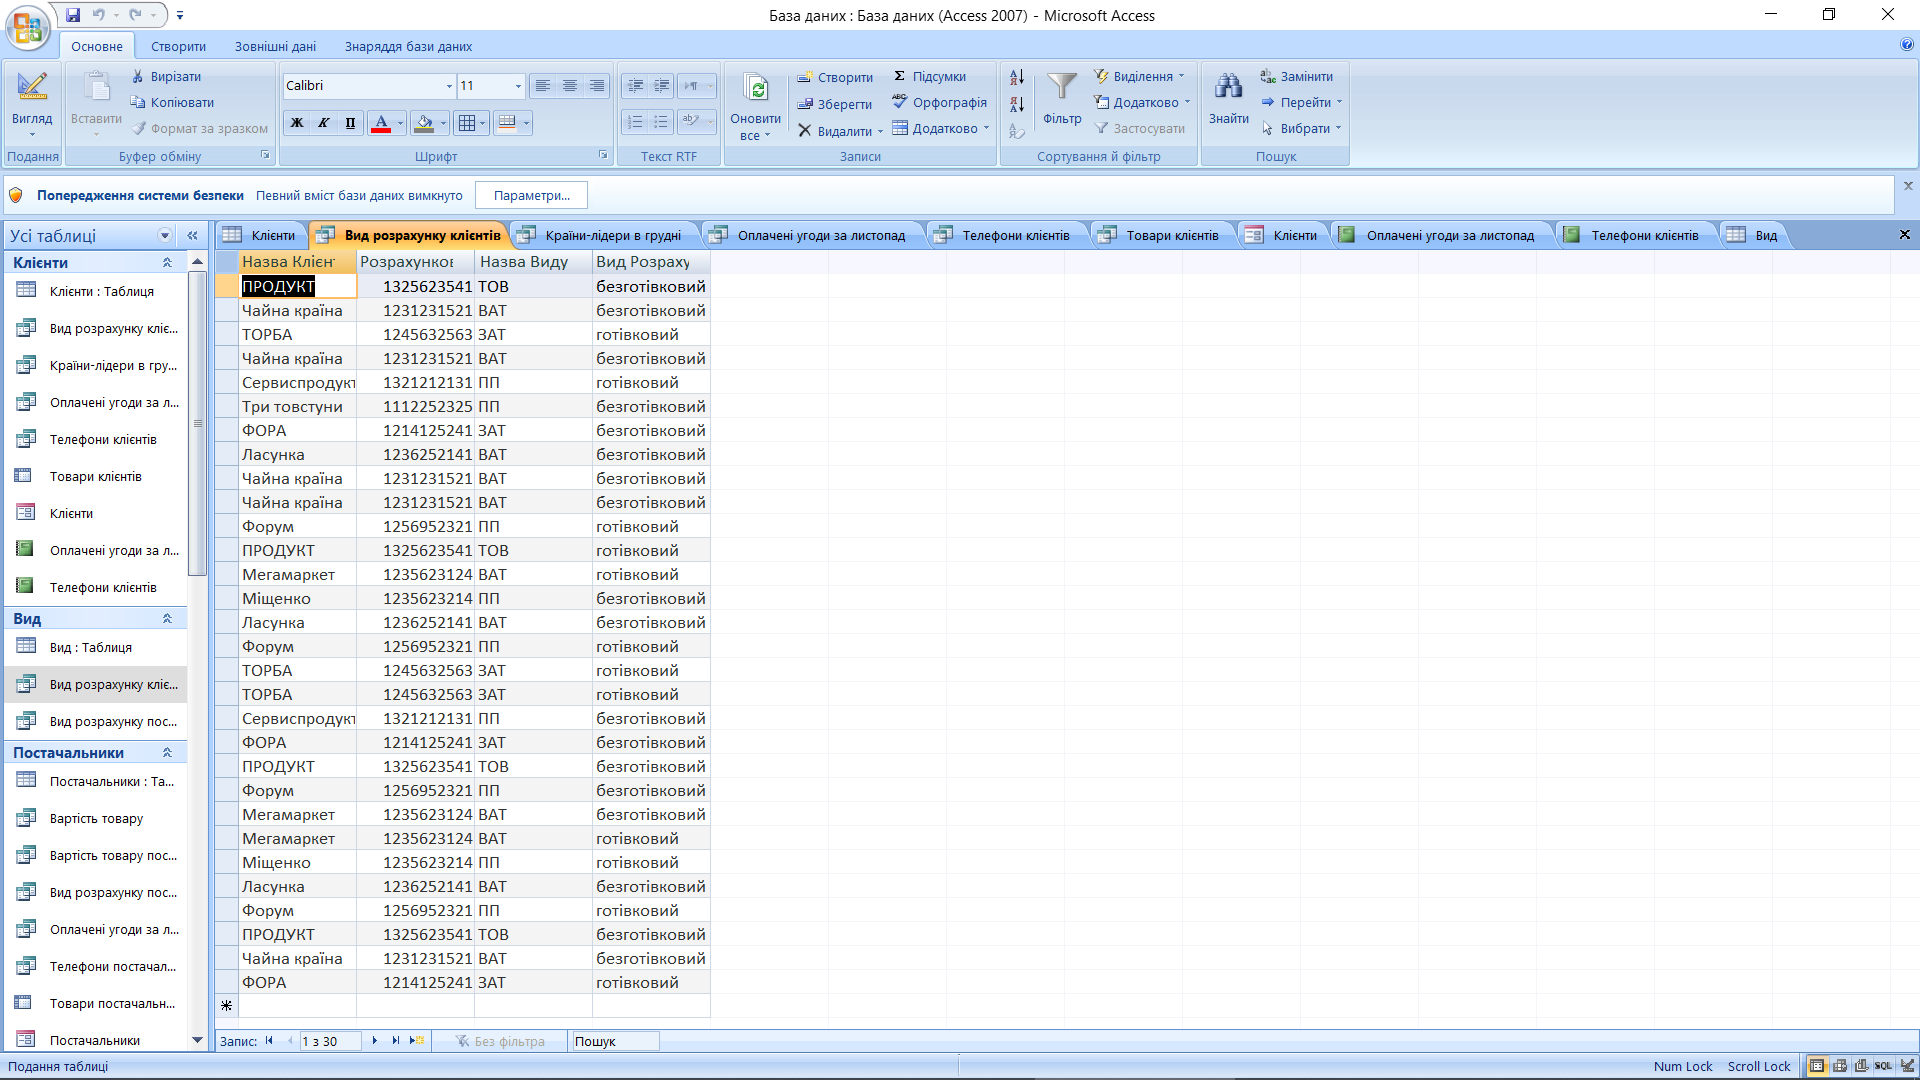 База даних : База даних (Access 2007) - Microsoft Access
Основне Створити Зовнішні дані Знаряддя бази даних
Вигляд
Подання
Вставити
Вирізати
Копіювати
Формат за зразком
Буфер обміну
Calibri 11
Ж К П
Шрифт
Текст RTF
Оновити все
Створити
Зберегти
Видалити
Підсумки
Орфографія
Додатково
Записи
Фільтр
Виділення
Додатково
Застосувати
Сортування й фільтр
Знайти
Замінити
Перейти
Вибрати
Пошук
Попередження системи безпеки Певний вміст бази даних вимкнуто Параметри...
Усі таблиці
Клієнти
Клієнти : Таблиця
Вид розрахунку кліє...
Країни-лідери в гру...
Оплачені угоди за л...
Телефони клієнтів
Товари клієнтів
Клієнти
Оплачені угоди за л...
Телефони клієнтів
Вид
Вид : Таблиця
Вид розрахунку кліє...
Вид розрахунку пос...
Постачальники
Постачальники : Та...
Вартість товару
Вартість товару пос...
Вид розрахунку пос...
Оплачені угоди за л...
Телефони постачал...
Товари постачальн...
Постачальники
Клієнти Вид розрахунку клієнтів Країни-лідери в грудні Оплачені угоди за листопад Телефони клієнтів Товари клієнтів Клієнти Оплачені угоди за листопад Телефони клієнтів Вид
Назва Клієн Розрахунков Назва Виду Вид Розраху
ПРОДУКТ 1325623541 ТОВ безготівковий
Чайна країна 1231231521 ВАТ безготівковий
ТОРБА 1245632563 ЗАТ готівковий
Чайна країна 1231231521 ВАТ безготівковий
Сервиспродукт 1321212131 ПП готівковий
Три товстуни 1112252325 ПП безготівковий
ФОРА 1214125241 ЗАТ безготівковий
Ласунка 1236252141 ВАТ безготівковий
Чайна країна 1231231521 ВАТ безготівковий
Чайна країна 1231231521 ВАТ безготівковий
Форум 1256952321 ПП готівковий
ПРОДУКТ 1325623541 ТОВ готівковий
Мегамаркет 1235623124 ВАТ готівковий
Міщенко 1235623214 ПП безготівковий
Ласунка 1236252141 ВАТ безготівковий
Форум 1256952321 ПП готівковий
ТОРБА 1245632563 ЗАТ готівковий
ТОРБА 1245632563 ЗАТ готівковий
Сервиспродукт 1321212131 ПП безготівковий
ФОРА 1214125241 ЗАТ безготівковий
ПРОДУКТ 1325623541 ТОВ безготівковий
Форум 1256952321 ПП безготівковий
Мегамаркет 1235623124 ВАТ безготівковий
Мегамаркет 1235623124 ВАТ готівковий
Міщенко 1235623214 ПП готівковий
Ласунка 1236252141 ВАТ безготівковий
Форум 1256952321 ПП готівковий
ПРОДУКТ 1325623541 ТОВ безготівковий
Чайна країна 1231231521 ВАТ безготівковий
ФОРА 1214125241 ЗАТ готівковий
Запис: 1 з 30 Без фільтра Пошук
Подання таблиці Num Lock Scroll Lock SQL